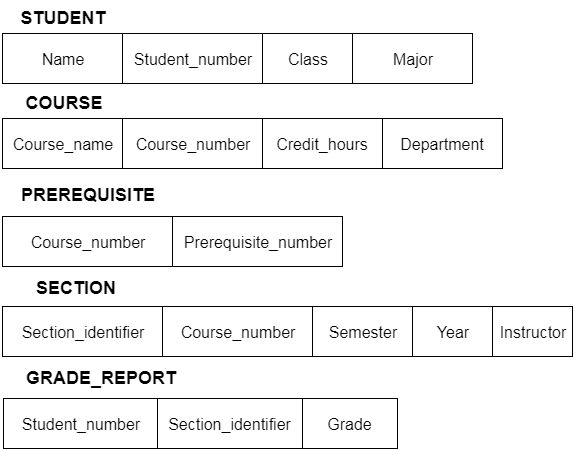 STUDENT
Name Student_number Class Major
COURSE
Course_name Course_number Credit_hours Department
PREREQUISITE
Course_number Prerequisite_number
SECTION
Section_identifier Course_number Semester Year Instructor
GRADE_REPORT
Student_number Section_identifier Grade